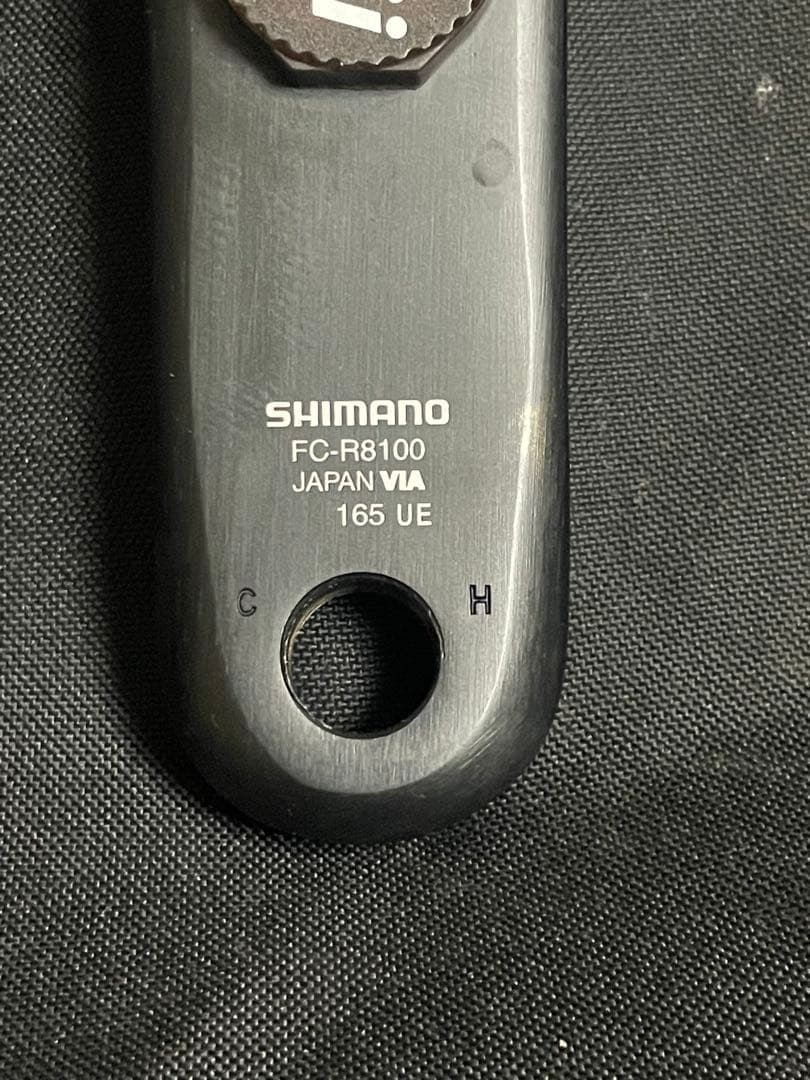 SHIMANO
FC-R8100
JAPAN VIA
165 UE
C H